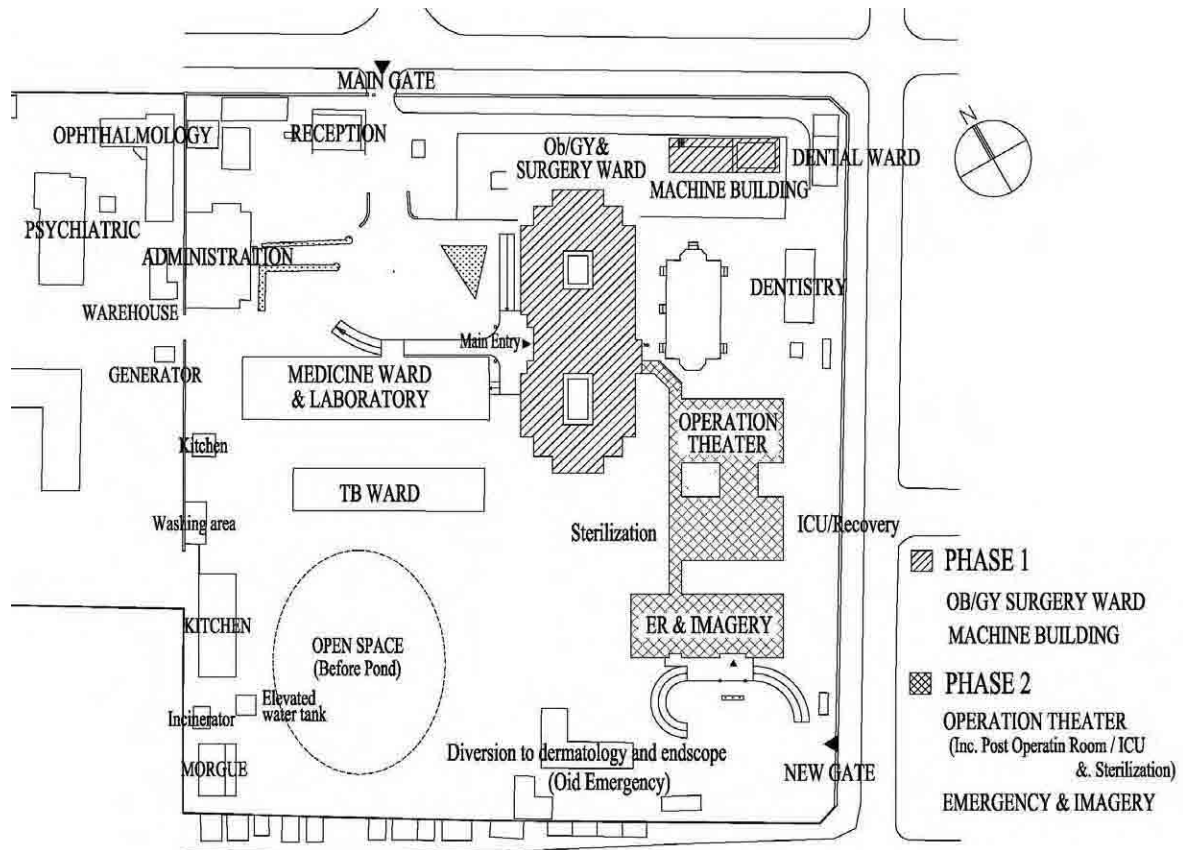 MAIN GATE
N
OPHTHALMOLOGY
RECEPTION
Ob/GY&
SURGERY WARD
DENTAL WARD
MACHINE BUILDING
PSYCHIATRIC
ADMINISTRATION
DENTISTRY
WAREHOUSE
Main Entry
GENERATOR
MEDICINE WARD
& LABORATORY
OPERATION
THEATER
Kitchen
TB WARD
Washing area
Sterilization
ICU/Recovery
PHASE 1
OB/GY SURGERY WARD
MACHINE BUILDING
KITCHEN
ER & IMAGERY
OPEN SPACE
(Before Pond)
PHASE 2
OPERATION THEATER
(Inc. Post Operatin Room / ICU
&. Sterilization)
EMERGENCY & IMAGERY
Incinerator
Elevated
water tank
MORGUE
Diversion to dermatology and endscope
(Oid Emergency)
NEW GATE